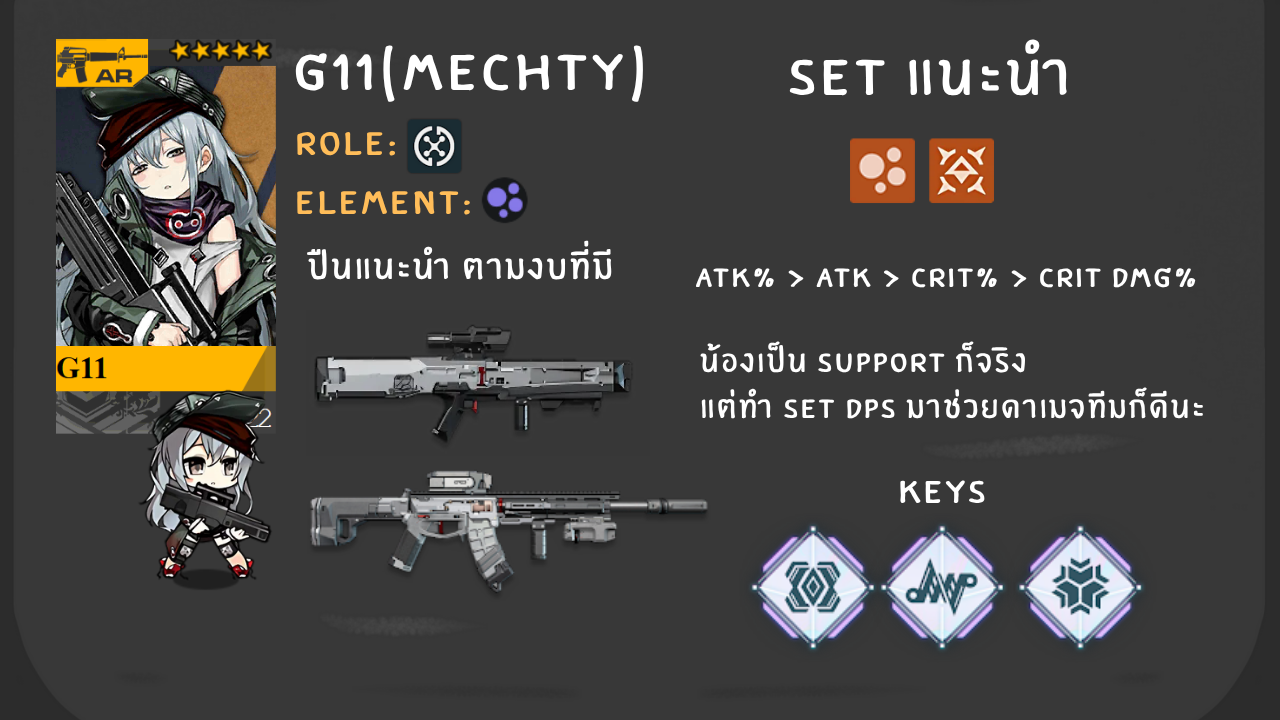 AR
G11
2
G11(MECHTY)
ROLE:
ELEMENT:
ปืนแนะนำ ตามงบที่มี
SET แนะนำ
ATK% > ATK > CRIT% > CRIT DMG%
น้องเป็น SUPPORT ก็จริง
แต่ทำ SET DPS มาช่วยดาเมจทีมก็ดีนะ
KEYS